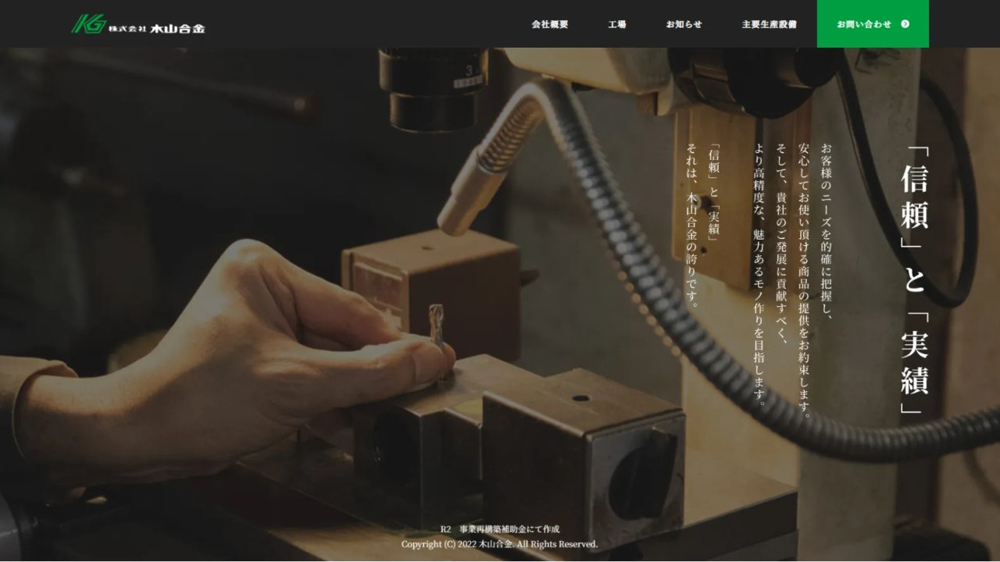 株式会社 木山合金
会社概要
工場
お知らせ
主要生産設備
お問い合わせ
「信頼」と「実績」
お客様のニーズを的確に把握し、
安心してお使い頂ける商品の提供をお約束します。
そして、貴社のご発展に貢献すべく、
より高精度な、魅力あるモノ作りを目指します。
「信頼」と「実績」
それは、木山合金の誇りです。
R2　事業再構築補助金にて作成
Copyright (C) 2022 木山合金. All Rights Reserved.